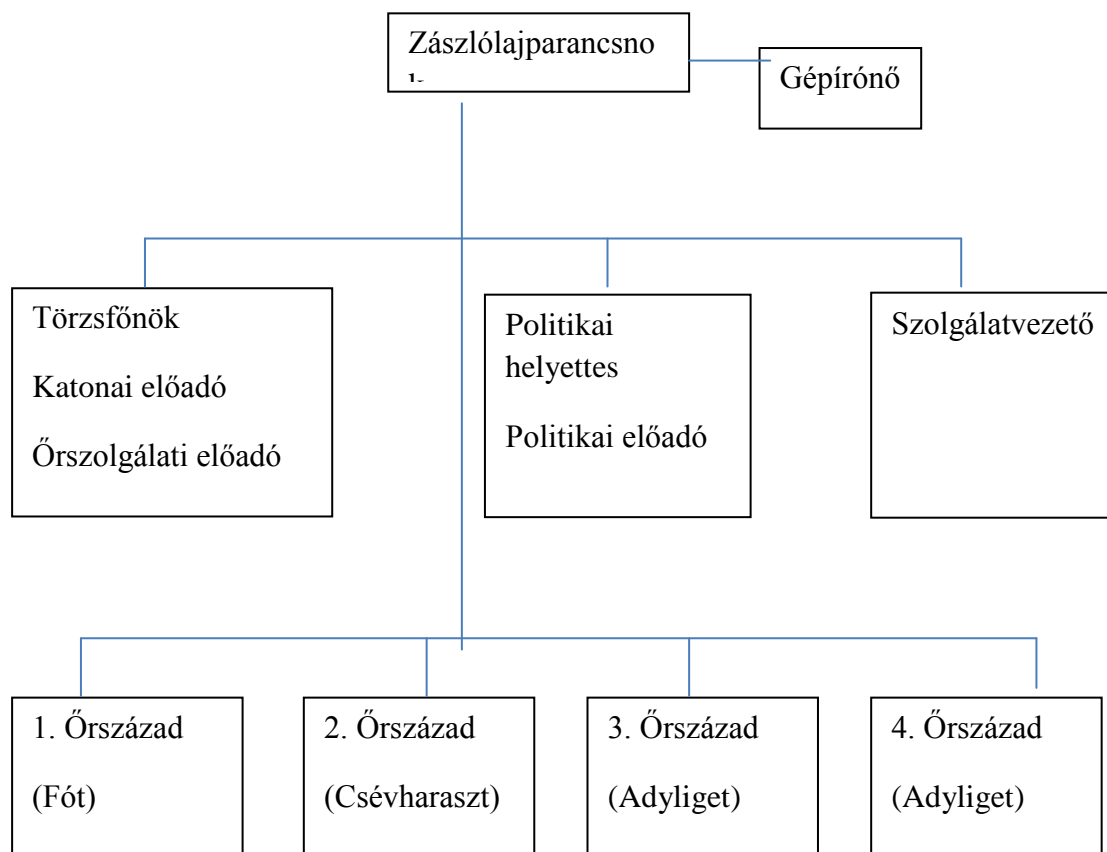 Zászlólajparancsno
Gépírónő
Törzsfőnök
Katonai előadó
Őrszolgálati előadó
Politikai
helyettes
Politikai előadó
Szolgálatvezető
1. Őrszázad
(Fót)
2. Őrszázad
(Csévharaszt)
3. Őrszázad
(Adyliget)
4. Őrszázad
(Adyliget)